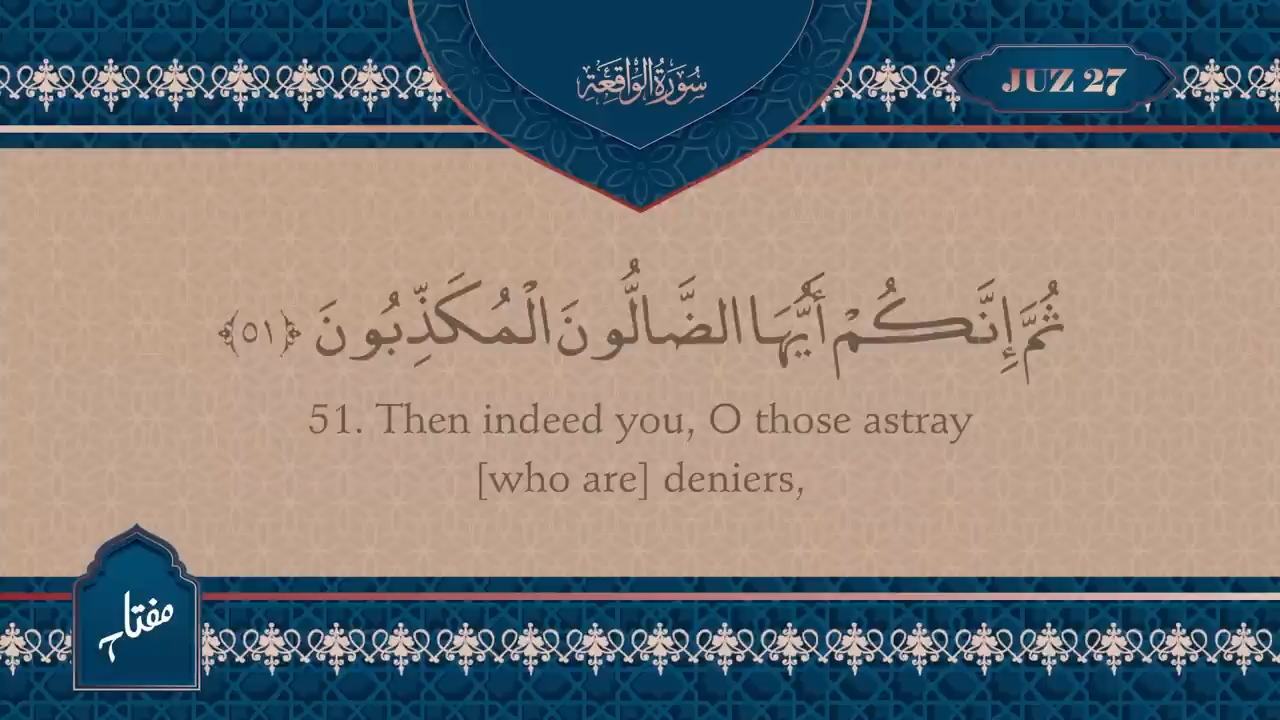 سُورَةُ الوَاقِعَة
JUZ 27
ثُمَّ إِنَّكُمْ أَيُّهَا الضَّالُّونَ الْمُكَذِّبُونَ ﴿٥١﴾
51. Then indeed you, O those astray
[who are] deniers,
مفتاح